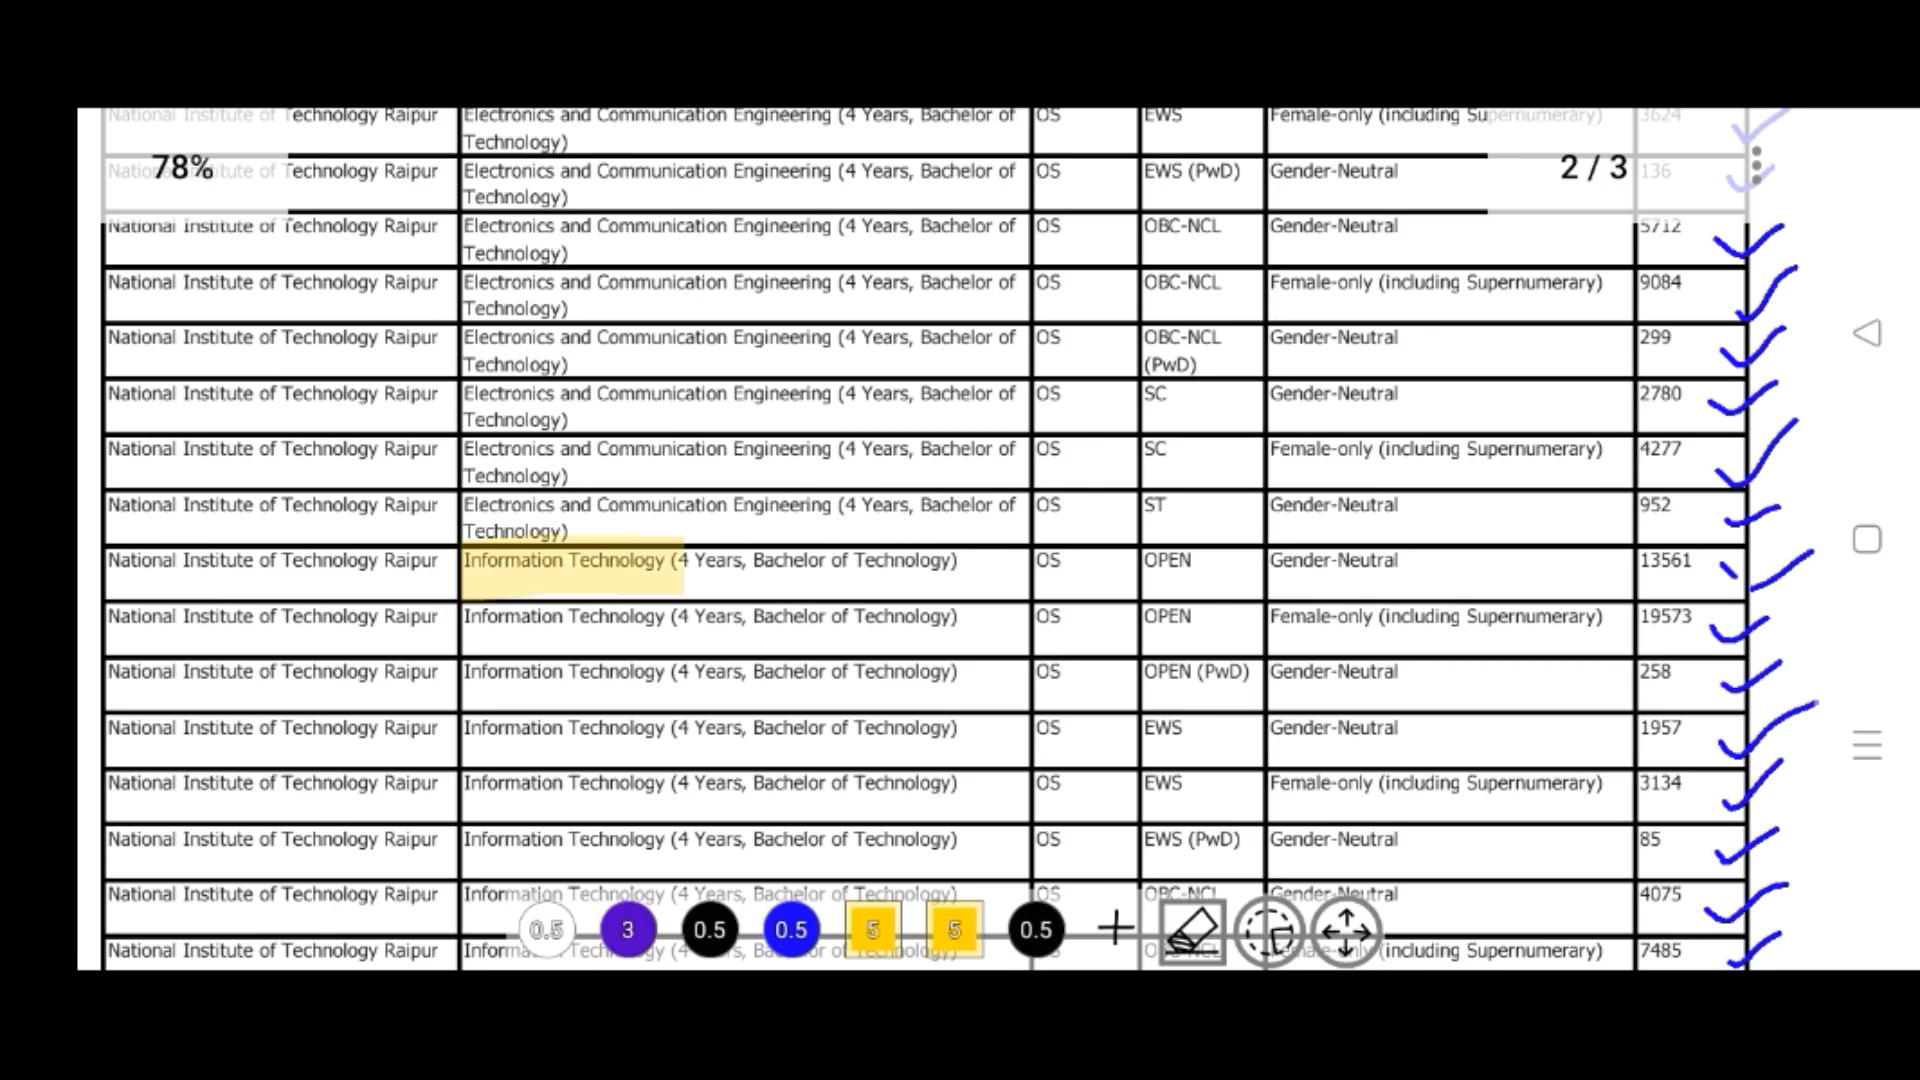 National Institute of Technology Raipur Electronics and Communication Engineering (4 Years, Bachelor of OS EWS Female-only (including Supernumerary) 3624
Technology)
78% 2 / 3
National Institute of Technology Raipur Electronics and Communication Engineering (4 Years, Bachelor of OS EWS (PwD) Gender-Neutral 136
Technology)
National Institute of Technology Raipur Electronics and Communication Engineering (4 Years, Bachelor of OS OBC-NCL Gender-Neutral 5712
Technology)
National Institute of Technology Raipur Electronics and Communication Engineering (4 Years, Bachelor of OS OBC-NCL Female-only (including Supernumerary) 9084
Technology)
National Institute of Technology Raipur Electronics and Communication Engineering (4 Years, Bachelor of OS OBC-NCL Gender-Neutral 299
Technology) (PwD)
National Institute of Technology Raipur Electronics and Communication Engineering (4 Years, Bachelor of OS SC Gender-Neutral 2780
Technology)
National Institute of Technology Raipur Electronics and Communication Engineering (4 Years, Bachelor of OS SC Female-only (including Supernumerary) 4277
Technology)
National Institute of Technology Raipur Electronics and Communication Engineering (4 Years, Bachelor of OS ST Gender-Neutral 952
Technology)
National Institute of Technology Raipur Information Technology (4 Years, Bachelor of Technology) OS OPEN Gender-Neutral 13561
National Institute of Technology Raipur Information Technology (4 Years, Bachelor of Technology) OS OPEN Female-only (including Supernumerary) 19573
National Institute of Technology Raipur Information Technology (4 Years, Bachelor of Technology) OS OPEN (PwD) Gender-Neutral 258
National Institute of Technology Raipur Information Technology (4 Years, Bachelor of Technology) OS EWS Gender-Neutral 1957
National Institute of Technology Raipur Information Technology (4 Years, Bachelor of Technology) OS EWS Female-only (including Supernumerary) 3134
National Institute of Technology Raipur Information Technology (4 Years, Bachelor of Technology) OS EWS (PwD) Gender-Neutral 85
National Institute of Technology Raipur Information Technology (4 Years, Bachelor of Technology) OS OBC-NCL Gender-Neutral 4075
0.5 3 0.5 0.5 5 5 0.5
National Institute of Technology Raipur (including Supernumerary) 7485